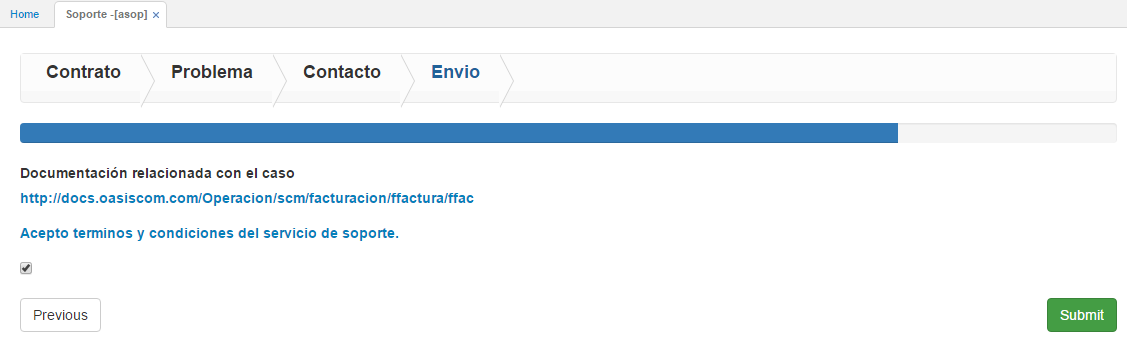 Home Soporte -[asop] ×
Contrato Problema Contacto Envio
Documentación relacionada con el caso
http://docs.oasiscom.com/Operacion/scm/facturacion/ffactura/ffac
Acepto terminos y condiciones del servicio de soporte.
Previous Submit